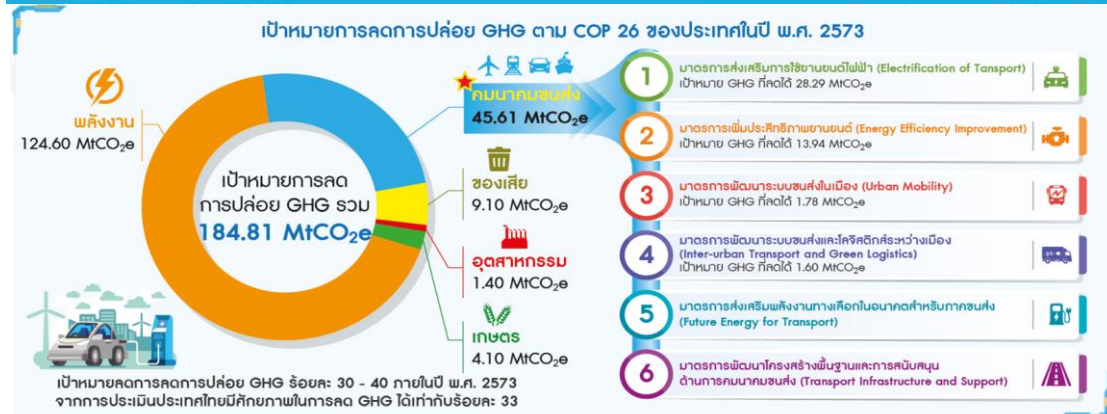 เป้าหมายการลดการปล่อย GHG ตาม COP 26 ของประเทศในปี พ.ศ. 2573
พลังงาน
124.60 MtCO₂e
เป้าหมายการลด
การปล่อย GHG รวม
184.81 MtCO₂e
คมนาคมขนส่ง
45.61 MtCO₂e
ของเสีย
9.10 MtCO₂e
อุตสาหกรรม
1.40 MtCO₂e
เกษตร
4.10 MtCO₂e
เป้าหมายลดการลดการปล่อย GHG ร้อยละ 30 - 40 ภายในปี พ.ศ. 2573
จากการประเมินประเทศไทยมีศักยภาพในการลด GHG ได้เท่ากับร้อยละ 33
1
มาตรการส่งเสริมการใช้ยานยนต์ไฟฟ้า (Electrification of Tansport)
เป้าหมาย GHG ที่ลดได้ 28.29 MtCO₂e
2
มาตรการเพิ่มประสิทธิภาพยานยนต์ (Energy Efficiency Improvement)
เป้าหมาย GHG ที่ลดได้ 13.94 MtCO₂e
3
มาตรการพัฒนาระบบขนส่งในเมือง (Urban Mobility)
เป้าหมาย GHG ที่ลดได้ 1.78 MtCO₂e
4
มาตรการพัฒนาระบบขนส่งและโลจิสติกส์ระหว่างเมือง
(Inter-urban Transport and Green Logistics)
เป้าหมาย GHG ที่ลดได้ 1.60 MtCO₂e
5
มาตรการส่งเสริมพลังงานทางเลือกในอนาคตสำหรับภาคขนส่ง
(Future Energy for Transport)
6
มาตรการพัฒนาโครงสร้างพื้นฐานและการสนับสนุน
ด้านการคมนาคมขนส่ง (Transport Infrastructure and Support)